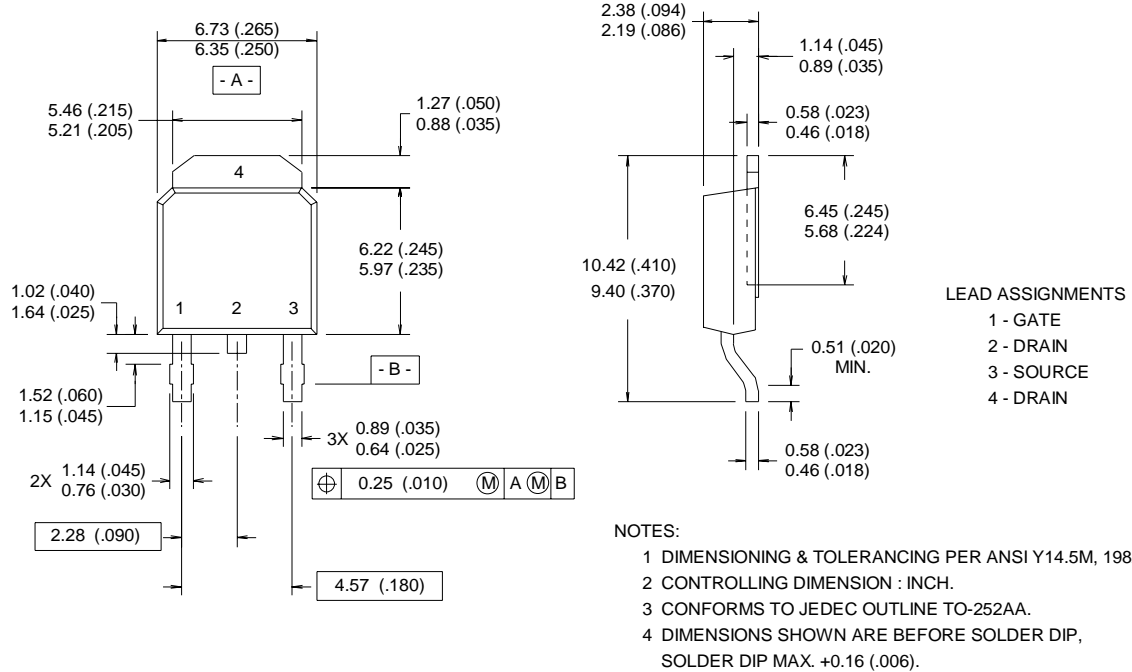 6.73 (.265)
6.35 (.250)
- A -
5.46 (.215)
5.21 (.205)
1.27 (.050)
0.88 (.035)
4
6.22 (.245)
5.97 (.235)
1.02 (.040)
1.64 (.025)
1 2 3
- B -
1.52 (.060)
1.15 (.045)
3X 0.89 (.035)
0.64 (.025)
2X 1.14 (.045)
0.76 (.030)
⌖ 0.25 (.010) Ⓜ A Ⓜ B
2.28 (.090)
4.57 (.180)
2.38 (.094)
2.19 (.086)
1.14 (.045)
0.89 (.035)
0.58 (.023)
0.46 (.018)
6.45 (.245)
5.68 (.224)
10.42 (.410)
9.40 (.370)
0.51 (.020)
MIN.
0.58 (.023)
0.46 (.018)
LEAD ASSIGNMENTS
1 - GATE
2 - DRAIN
3 - SOURCE
4 - DRAIN
NOTES:
1 DIMENSIONING & TOLERANCING PER ANSI Y14.5M, 198
2 CONTROLLING DIMENSION : INCH.
3 CONFORMS TO JEDEC OUTLINE TO-252AA.
4 DIMENSIONS SHOWN ARE BEFORE SOLDER DIP,
SOLDER DIP MAX. +0.16 (.006).